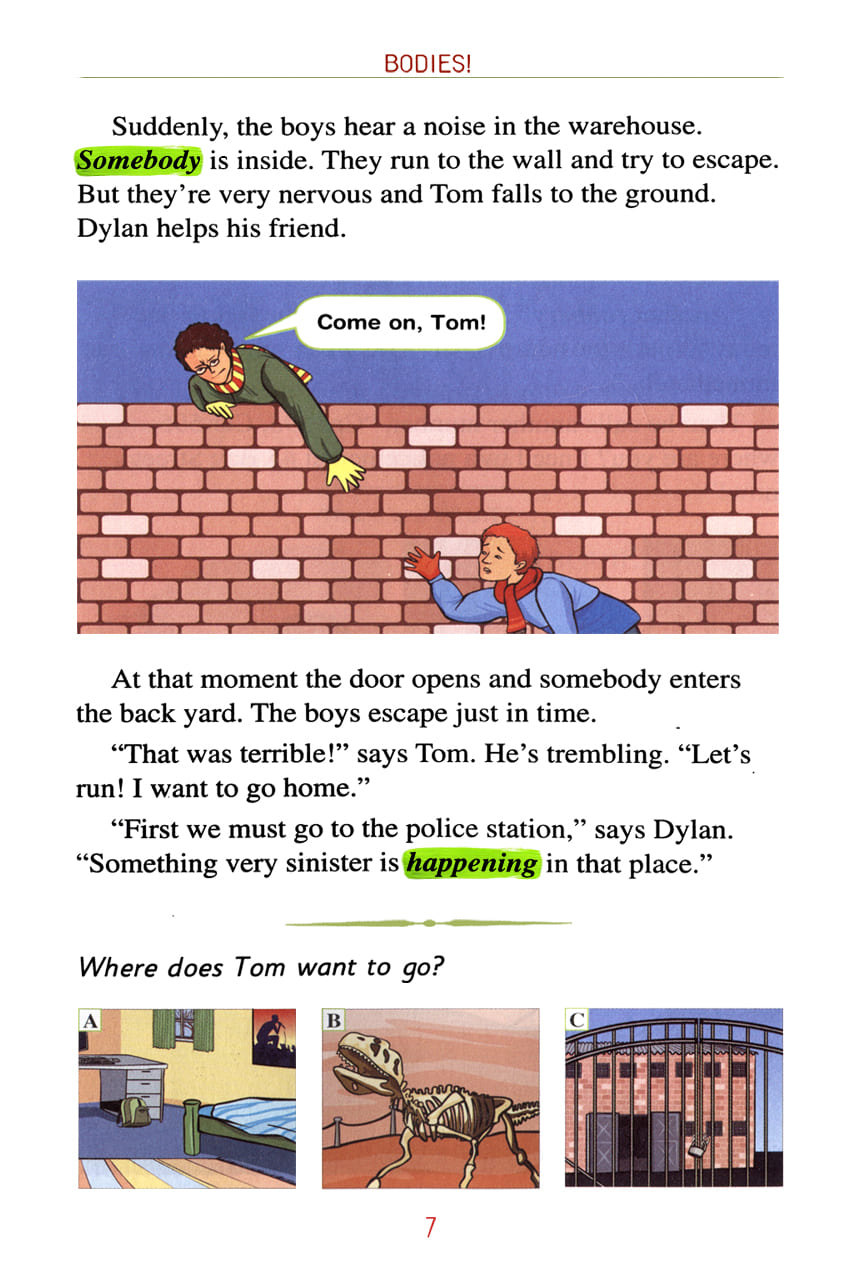 BODIES!
Suddenly, the boys hear a noise in the warehouse.
Somebody is inside. They run to the wall and try to escape.
But they're very nervous and Tom falls to the ground.
Dylan helps his friend.
Come on, Tom!
At that moment the door opens and somebody enters
the back yard. The boys escape just in time.
“That was terrible!” says Tom. He's trembling. “Let's
run! I want to go home.”
“First we must go to the police station,” says Dylan.
“Something very sinister is happening in that place.”
Where does Tom want to go?
A
B
C
7